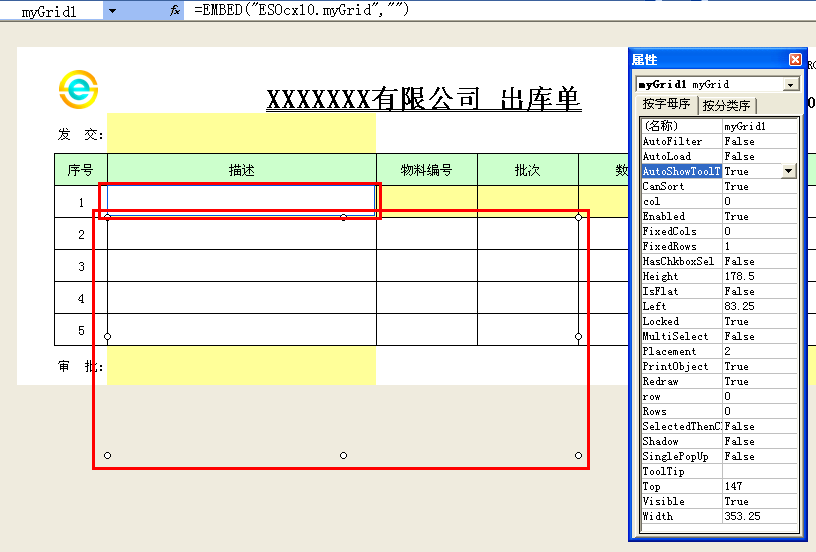 myGrid1 fx =EMBED("ESOcx10.myGrid","")
XXXXXXX有限公司 出库单
发 交:
序号 描述 物料编号 批次 数
1
2
3
4
5
审 批:
属性
myGrid1 myGrid
按字母序 按分类序
(名称) myGrid1
AutoFilter False
AutoLoad False
AutoShowToolT True
CanSort True
col 0
Enabled True
FixedCols 0
FixedRows 1
HasChkboxSel False
Height 178.5
IsFlat False
Left 83.25
Locked True
MultiSelect False
Placement 2
PrintObject True
Redraw True
row 0
Rows 0
SelectedThenC False
Shadow False
SinglePopUp False
ToolTip
Top 147
Visible True
Width 353.25